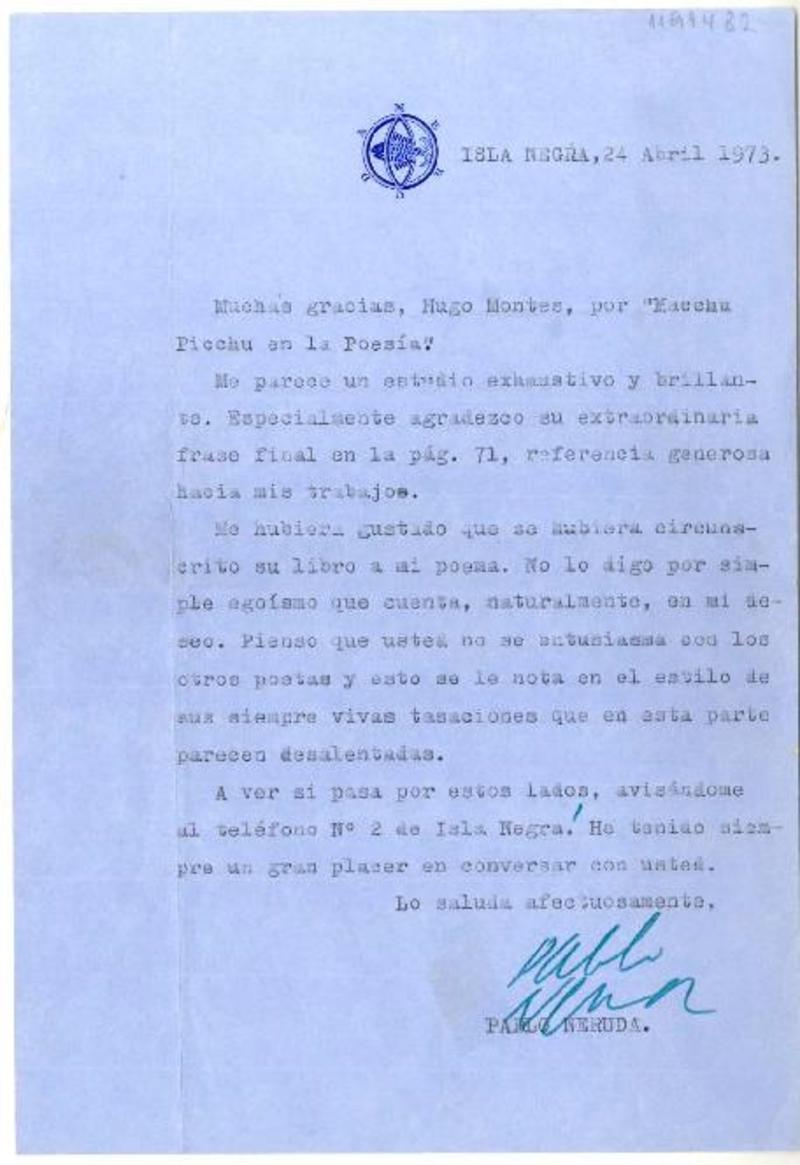 ISLA NEGRA, 24 Abril 1973.
NERUDA
Muchas gracias, Hugo Montes, por "Macchu
Picchu en la Poesía".
Me parece un estudio exhaustivo y brillan-
te. Especialmente agradezco su extraordinaria
frase final en la pág. 71, referencia generosa
hacia mis trabajos.
Me hubiera gustado que se hubiera circuns-
crito su libro a mi poema. No lo digo por sim-
ple egoísmo que cuenta, naturalmente, en mi de-
seo. Pienso que usted no se entusiasma con los
otros poetas y esto se le nota en el estilo de
sus siempre vivas tasaciones que en esta parte
parecen desalentadas.
A ver si pasa por estos lados, avisándome
al teléfono Nº 2 de Isla Negra! He tenido siem-
pre un gran placer en conversar con usted.
Lo saluda afectuosamente,
Pablo
Neruda
PABLO NERUDA.